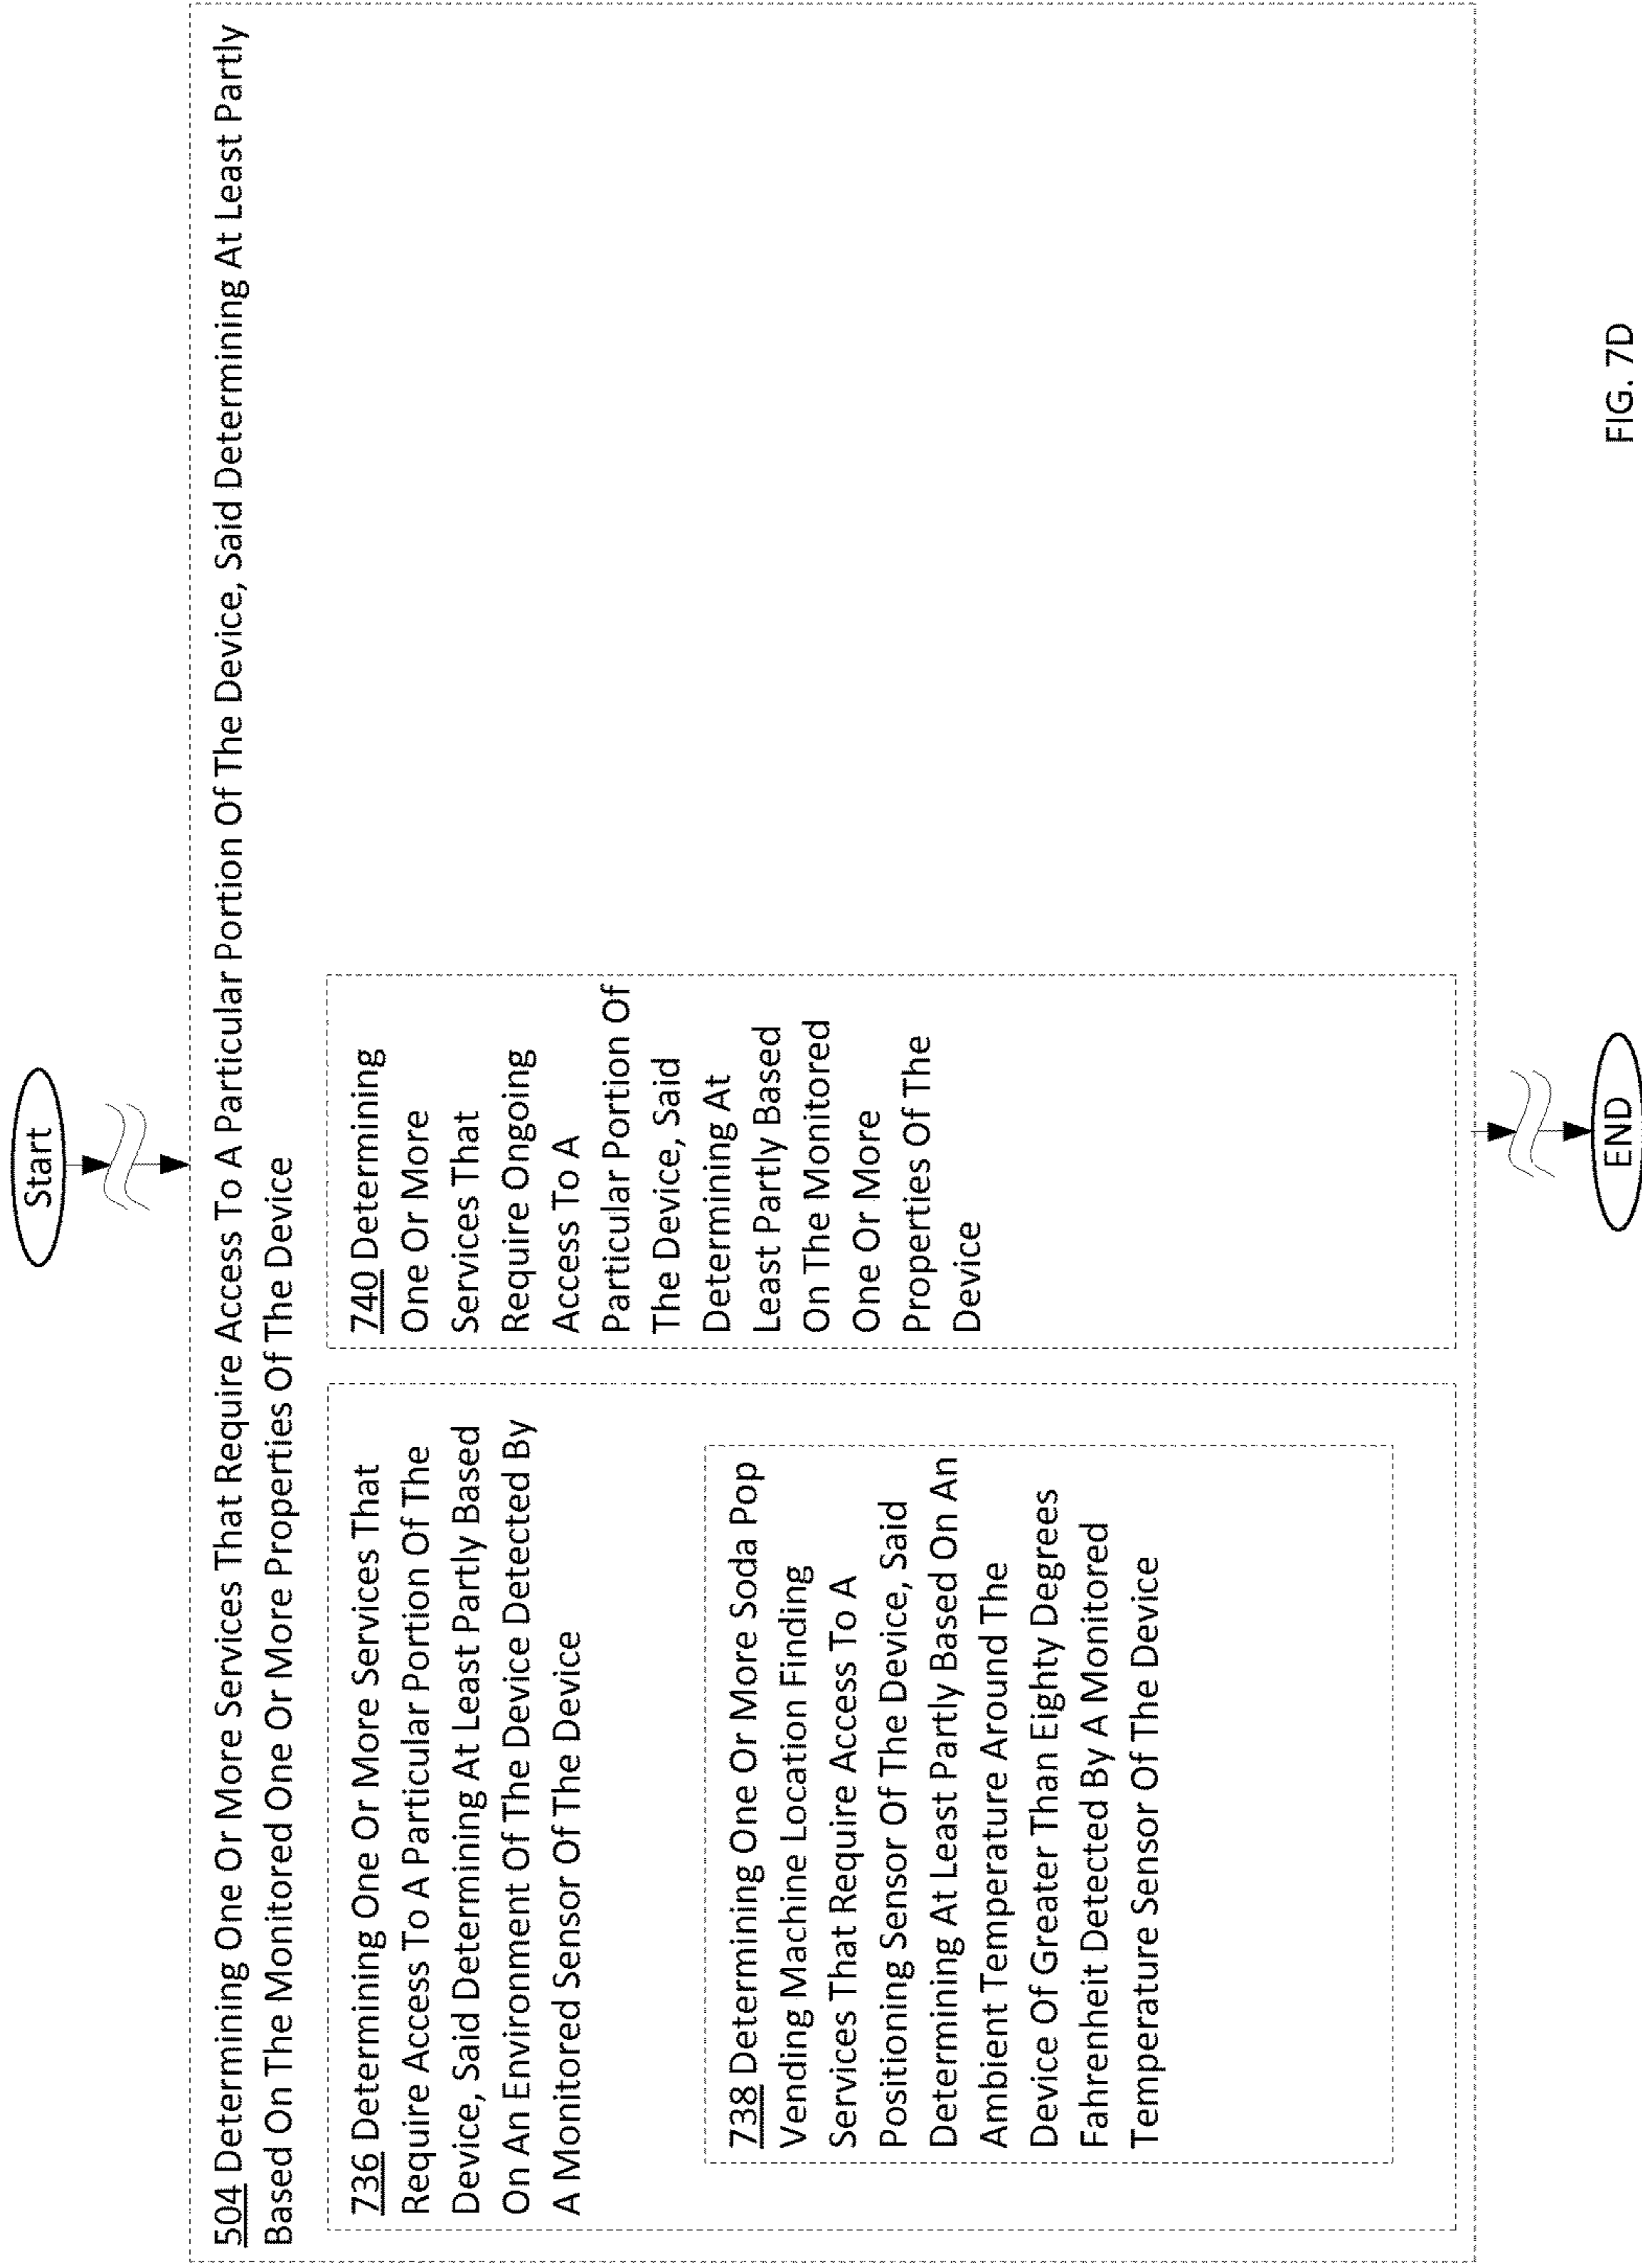 Start
504 Determining One Or More Services That Require Access To A Particular Portion Of The Device, Said Determining At Least Partly
Based On The Monitored One Or More Properties Of The Device
736 Determining One Or More Services That
Require Access To A Particular Portion Of The
Device, Said Determining At Least Partly Based
On An Environment Of The Device Detected By
A Monitored Sensor Of The Device
738 Determining One Or More Soda Pop
Vending Machine Location Finding
Services That Require Access To A
Positioning Sensor Of The Device, Said
Determining At Least Partly Based On An
Ambient Temperature Around The
Device Of Greater Than Eighty Degrees
Fahrenheit Detected By A Monitored
Temperature Sensor Of The Device
740 Determining
One Or More
Services That
Require Ongoing
Access To A
Particular Portion Of
The Device, Said
Determining At
Least Partly Based
On The Monitored
One Or More
Properties Of The
Device
END
FIG. 7D